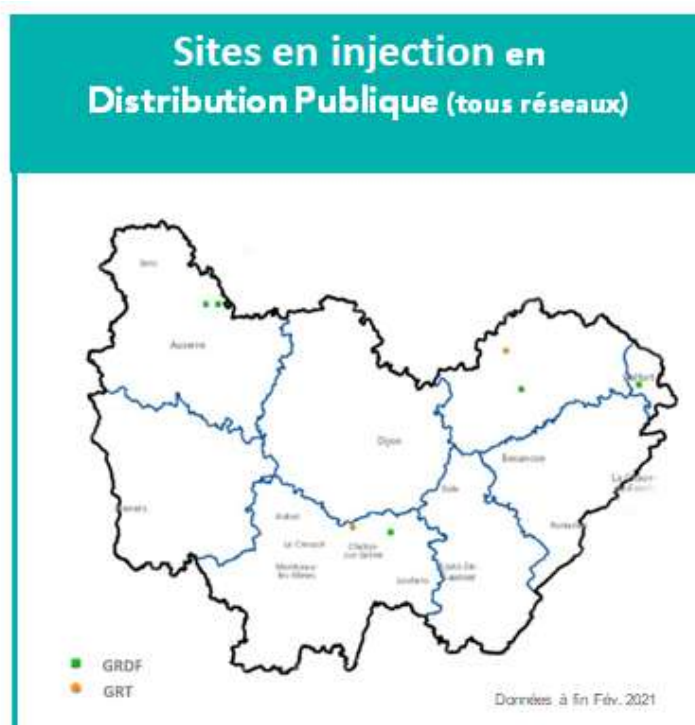 Sites en injection en
Distribution Publique (tous réseaux)
Sens
Auxerre
Belfort
Dijon
Besançon
Nevers
Dole
Autun
Le Creusot
Chalon-
sur-Saône
Montceau-
les-Mines
Louhans
Lons-Le-
Saunier
Pontarlier
GRDF
GRT
Données à fin Fév. 2021